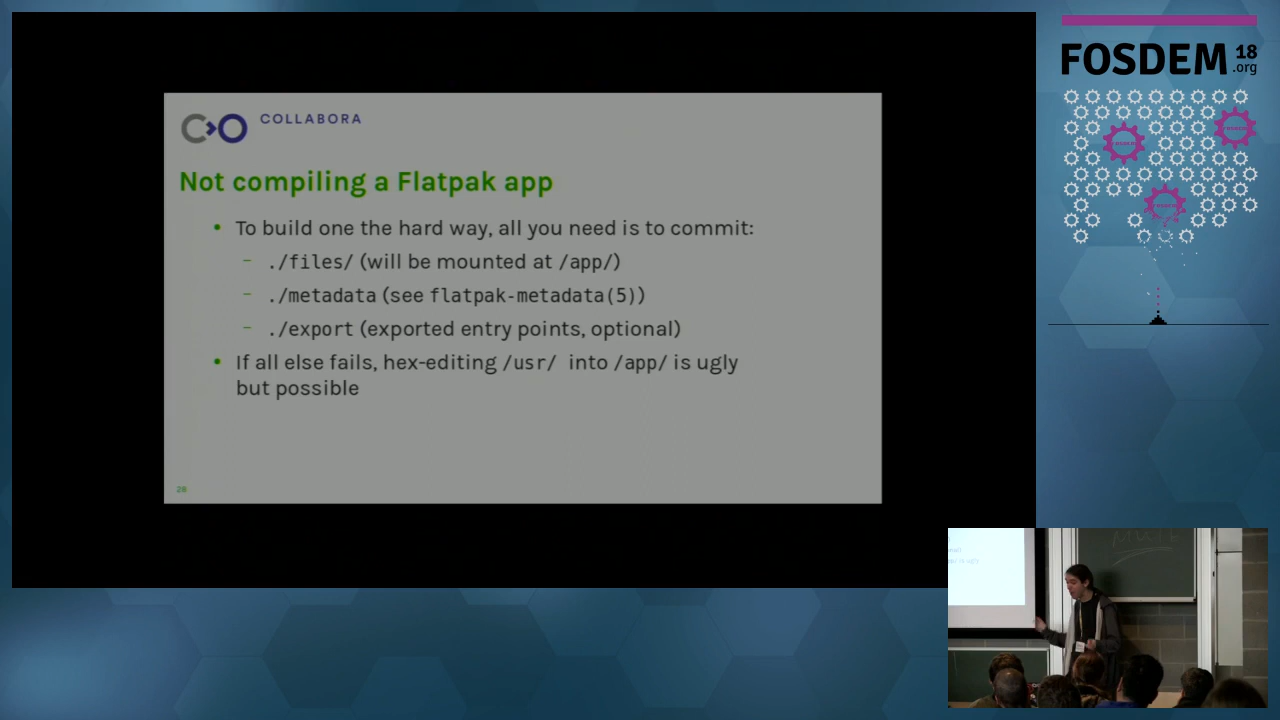 COLLABORA
Not compiling a Flatpak app
• To build one the hard way, all you need is to commit:
– ./files/ (will be mounted at /app/)
– ./metadata (see flatpak-metadata(5))
– ./export (exported entry points, optional)
• If all else fails, hex-editing /usr/ into /app/ is ugly
but possible
28
FOSDEM 18
.org